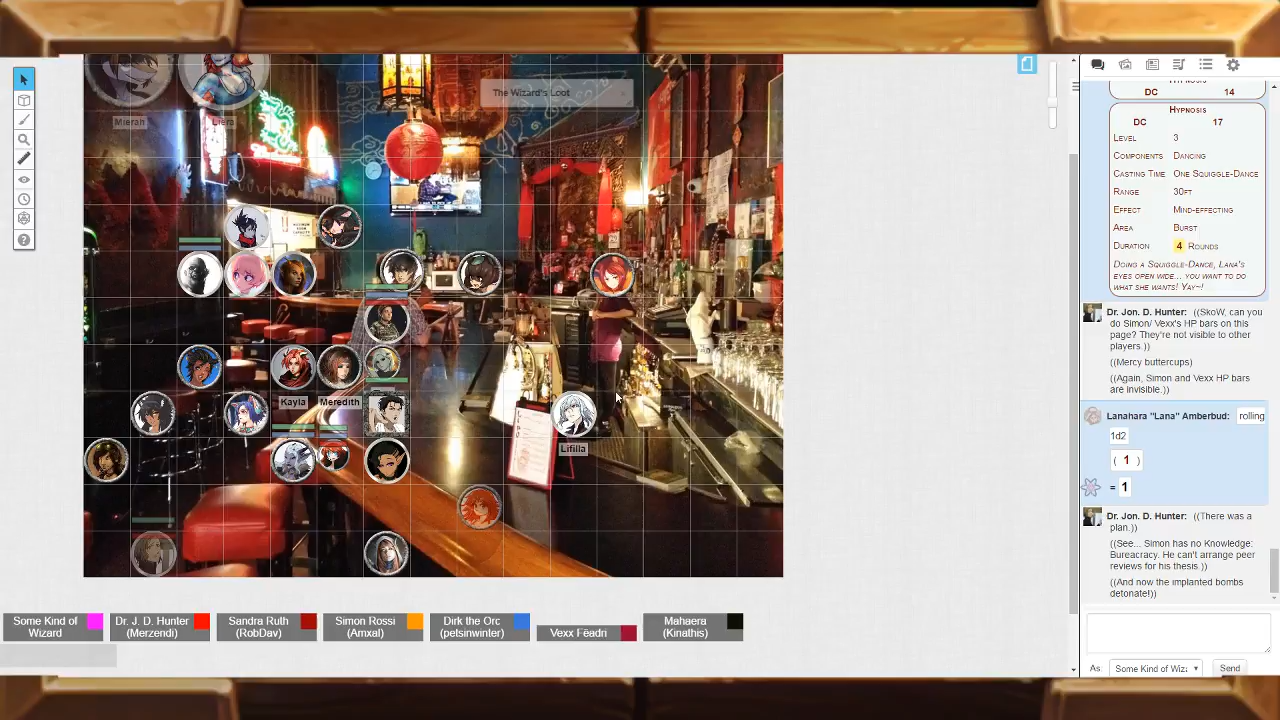 Mierah
Liera
The Wizard's Loot
Kayla
Meredith
Lifilla
Some Kind of
Wizard
Dr. J. D. Hunter
(Merzendi)
Sandra Ruth
(RobDav)
Simon Rossi
(Amxal)
Dirk the Orc
(petsinwinter)
Vexx Fëadri
Mahaera
(Kinathis)
DC 14
Hypnosis
DC 17
Level 3
Components Dancing
Casting Time One Squiggle-Dance
Range 30ft
Effect Mind-effecting
Area Burst
Duration 4 Rounds
Doing a Squiggle-Dance, Lana's
eyes open wide... you want to do
what she wants! Yay~!
Dr. Jon. D. Hunter: ((SkoW, can you
do Simon/ Vexx's HP bars on this
page? They're not visible to other
players.))
((Mercy buttercups)
((Again, Simon and Vexx HP bars
are invisible.))
Lanahara "Lana" Amberbud: rolling
1d2
( 1 )
= 1
Dr. Jon. D. Hunter: ((There was a
plan.))
((See... Simon has no Knowledge:
Bureacracy. He can't arrange peer
reviews for his thesis.))
((And now the implanted bombs
detonate!))
As: Some Kind of Wiz: Send